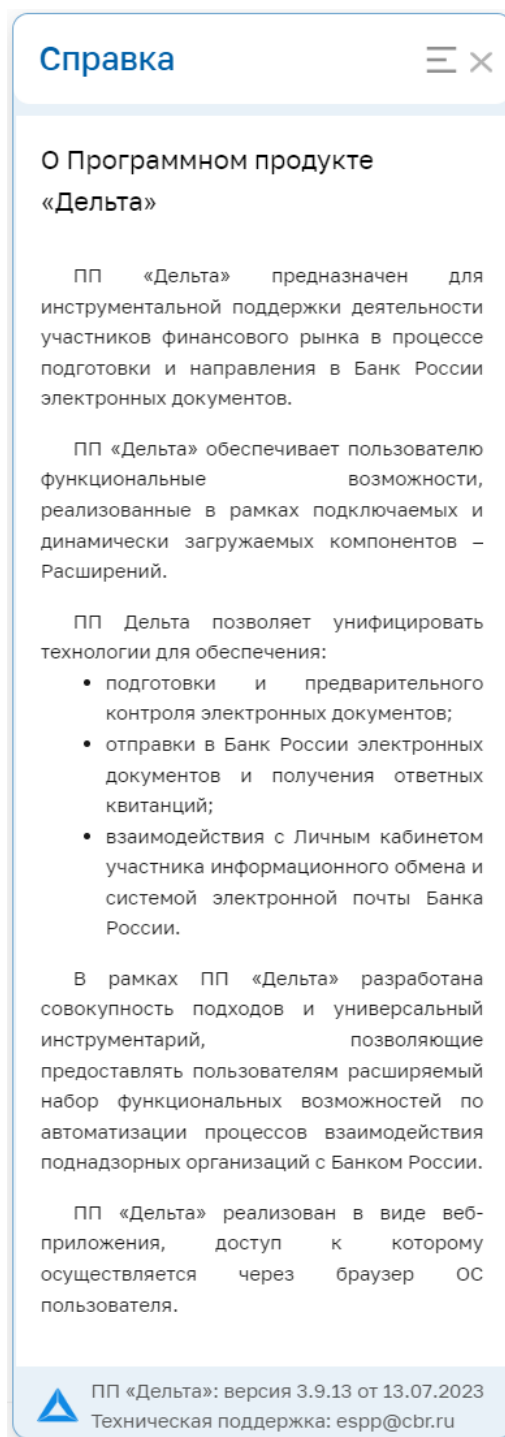 Справка
О Программном продукте
«Дельта»
ПП «Дельта» предназначен для
инструментальной поддержки деятельности
участников финансового рынка в процессе
подготовки и направления в Банк России
электронных документов.
ПП «Дельта» обеспечивает пользователю
функциональные возможности,
реализованные в рамках подключаемых и
динамически загружаемых компонентов –
Расширений.
ПП Дельта позволяет унифицировать
технологии для обеспечения:
• подготовки и предварительного
контроля электронных документов;
• отправки в Банк России электронных
документов и получения ответных
квитанций;
• взаимодействия с Личным кабинетом
участника информационного обмена и
системой электронной почты Банка
России.
В рамках ПП «Дельта» разработана
совокупность подходов и универсальный
инструментарий, позволяющие
предоставлять пользователям расширяемый
набор функциональных возможностей по
автоматизации процессов взаимодействия
поднадзорных организаций с Банком России.
ПП «Дельта» реализован в виде веб-
приложения, доступ к которому
осуществляется через браузер ОС
пользователя.
ПП «Дельта»: версия 3.9.13 от 13.07.2023
Техническая поддержка: espp@cbr.ru